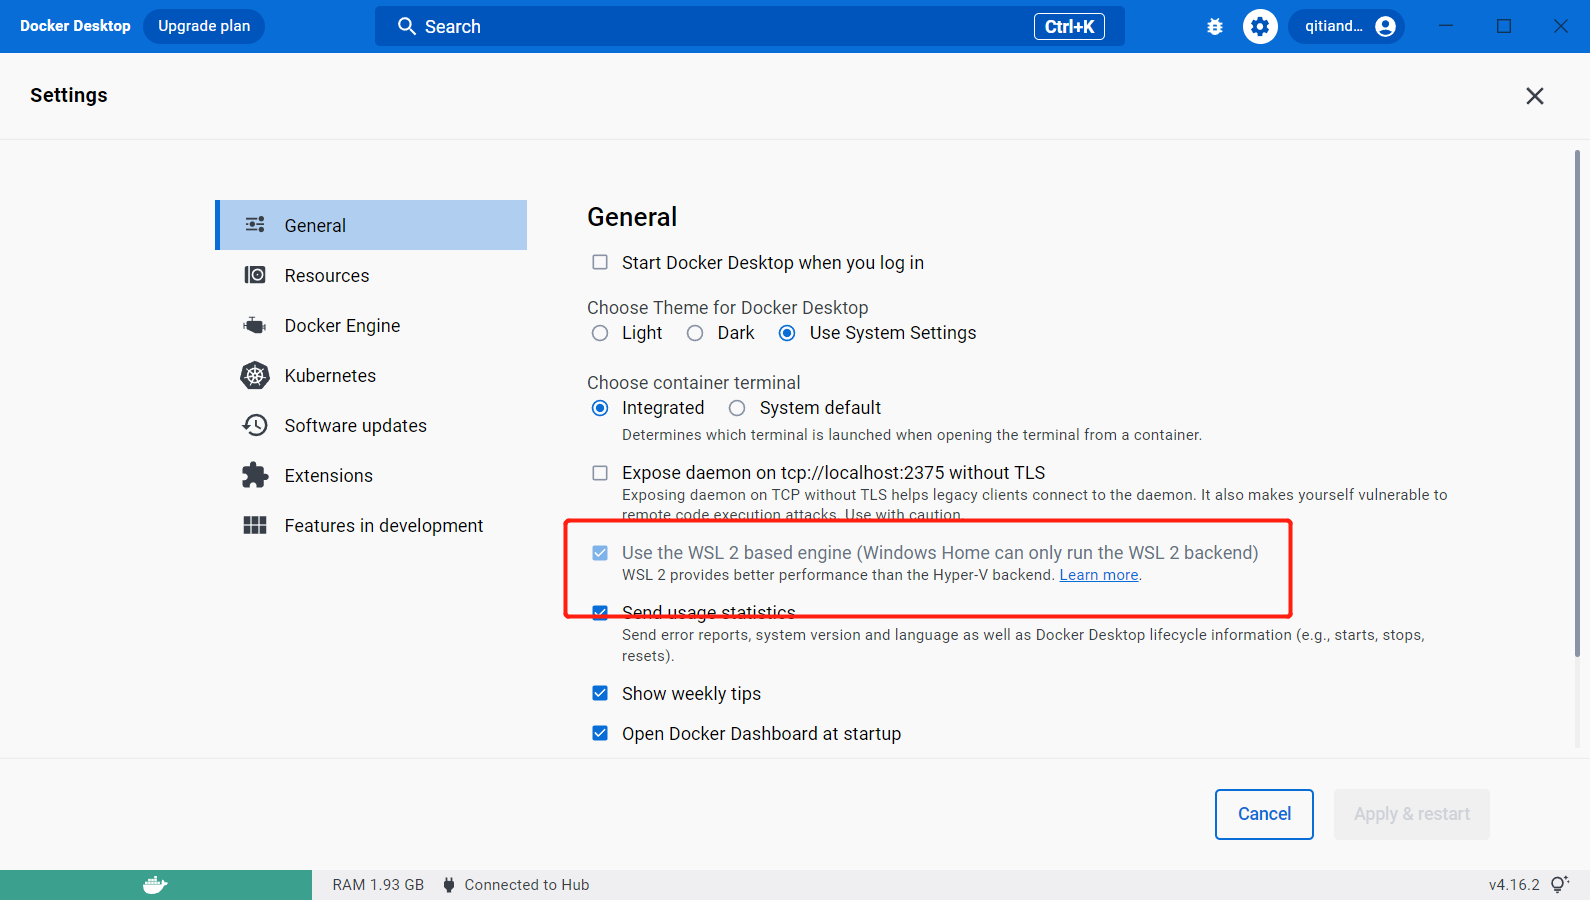 Docker Desktop
Upgrade plan
Search
Ctrl+K
qitiand...
Settings
General
Resources
Docker Engine
Kubernetes
Software updates
Extensions
Features in development
General
Start Docker Desktop when you log in
Choose Theme for Docker Desktop
Light Dark Use System Settings
Choose container terminal
Integrated System default
Determines which terminal is launched when opening the terminal from a container.
Expose daemon on tcp://localhost:2375 without TLS
Exposing daemon on TCP without TLS helps legacy clients connect to the daemon. It also makes yourself vulnerable to
remote code execution attacks. Use with caution.
Use the WSL 2 based engine (Windows Home can only run the WSL 2 backend)
WSL 2 provides better performance than the Hyper-V backend. Learn more.
Send usage statistics
Send error reports, system version and language as well as Docker Desktop lifecycle information (e.g., starts, stops,
resets).
Show weekly tips
Open Docker Dashboard at startup
Cancel
Apply & restart
RAM 1.93 GB
Connected to Hub
v4.16.2